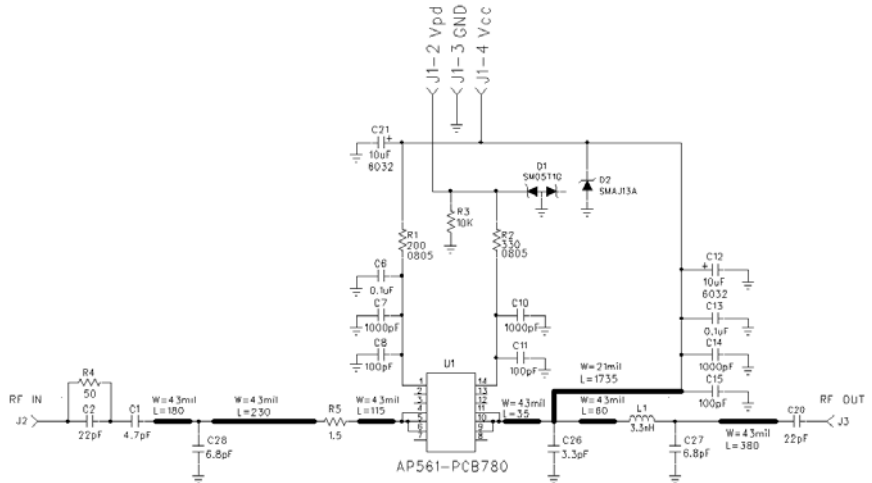 J1-2 Vpd
J1-3 GND
J1-4 Vcc
C21
+
10uF
6032
D1
SM05T1G
D2
SMAJ13A
R3
10K
R1
200
0805
R2
330
0805
C6
0.1uF
C7
1000pF
C8
100pF
C10
1000pF
C11
100pF
C12
+
10uF
6032
C13
0.1uF
C14
1000pF
C15
100pF
U1
1
2
3
4
5
6
7
14
13
12
11
10
9
8
AP561-PCB780
RF IN
J2
R4
50
C2
22pF
C1
4.7pF
W=43mil
L=180
C28
6.8pF
W=43mil
L=230
R5
1.5
W=43mil
L=115
W=43mil
L=35
W=21mil
L=1735
C26
3.3pF
W=43mil
L=60
L1
3.3nH
C27
6.8pF
W=43mil
L=380
C20
22pF
RF OUT
J3